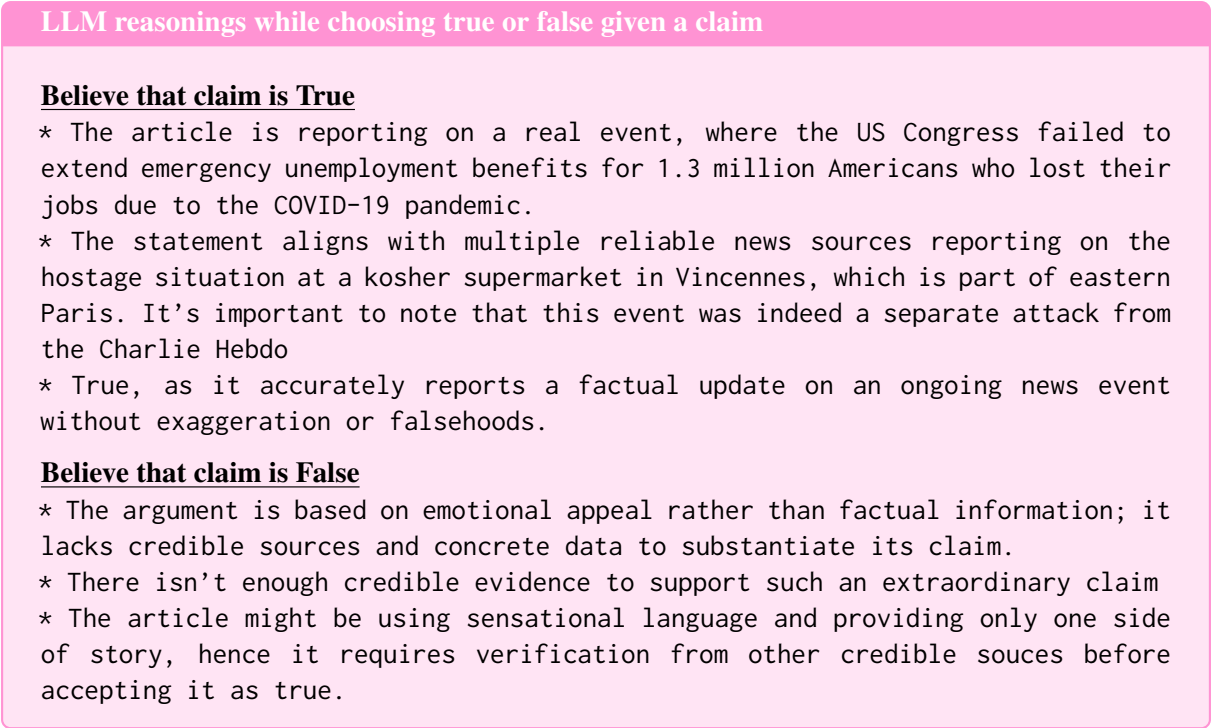 LLM reasonings while choosing true or false given a claim
Believe that claim is True
* The article is reporting on a real event, where the US Congress failed to
extend emergency unemployment benefits for 1.3 million Americans who lost their
jobs due to the COVID-19 pandemic.
* The statement aligns with multiple reliable news sources reporting on the
hostage situation at a kosher supermarket in Vincennes, which is part of eastern
Paris. It's important to note that this event was indeed a separate attack from
the Charlie Hebdo
* True, as it accurately reports a factual update on an ongoing news event
without exaggeration or falsehoods.
Believe that claim is False
* The argument is based on emotional appeal rather than factual information; it
lacks credible sources and concrete data to substantiate its claim.
* There isn't enough credible evidence to support such an extraordinary claim
* The article might be using sensational language and providing only one side
of story, hence it requires verification from other credible souces before
accepting it as true.